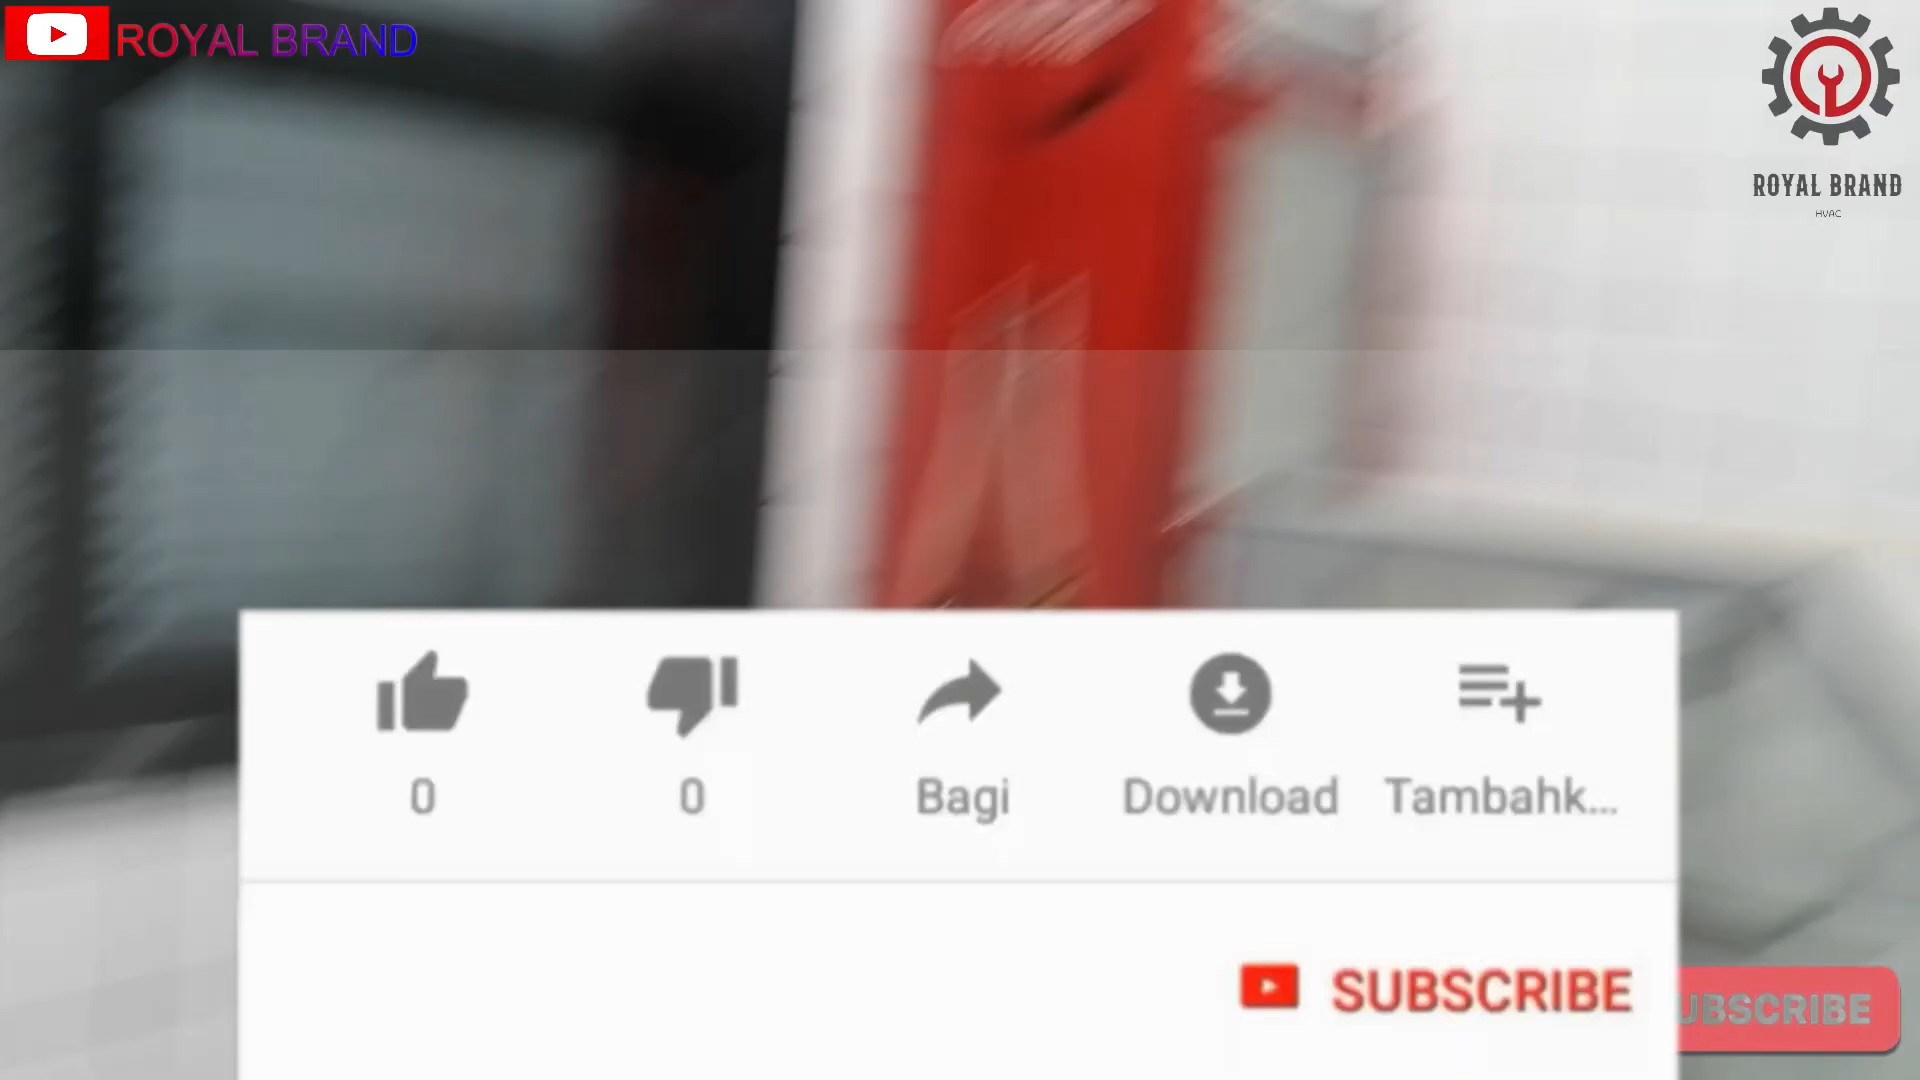 ROYAL BRAND
ROYAL BRAND
HVAC
0
0
Bagi
Download
Tambahk...
SUBSCRIBE
UBSCRIBE